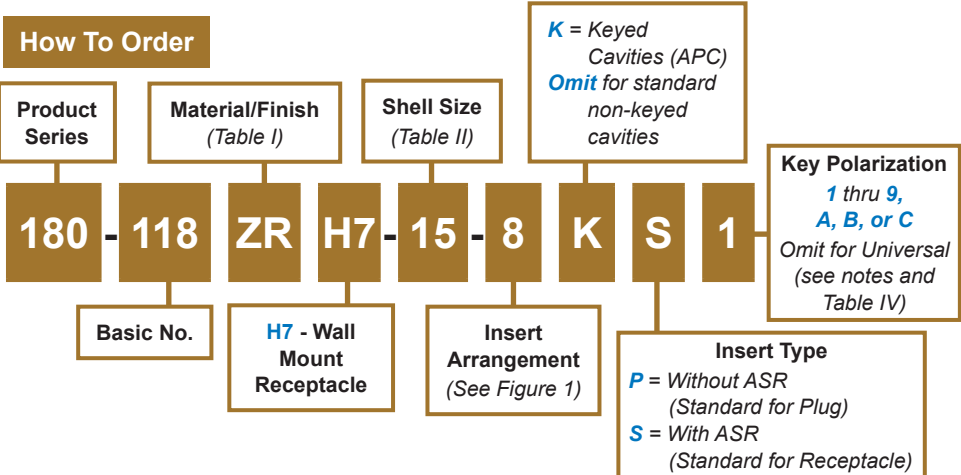 How To Order
K = Keyed
Cavities (APC)
Omit for standard
non-keyed
cavities
Product
Series
Material/Finish
(Table I)
Shell Size
(Table II)
Key Polarization
1 thru 9,
A, B, or C
Omit for Universal
(see notes and
Table IV)
180 - 118 ZR H7 - 15 - 8 K S 1
Basic No.
H7 - Wall
Mount
Receptacle
Insert
Arrangement
(See Figure 1)
Insert Type
P = Without ASR
(Standard for Plug)
S = With ASR
(Standard for Receptacle)